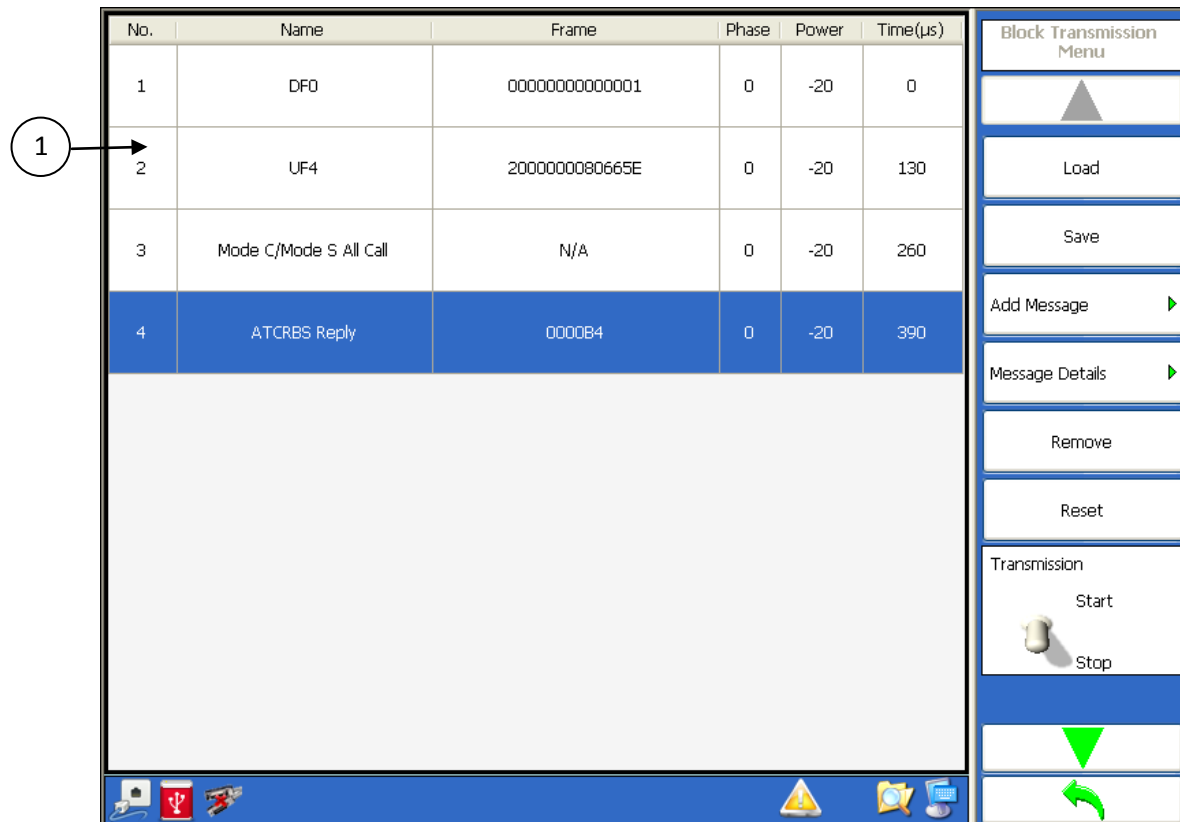 No. Name Frame Phase Power Time(µs)
1 DF0 00000000000001 0 -20 0
1
2 UF4 2000000080665E 0 -20 130
3 Mode C/Mode S All Call N/A 0 -20 260
4 ATCRBS Reply 0000B4 0 -20 390
Block Transmission
Menu
Load
Save
Add Message
Message Details
Remove
Reset
Transmission
Start
Stop